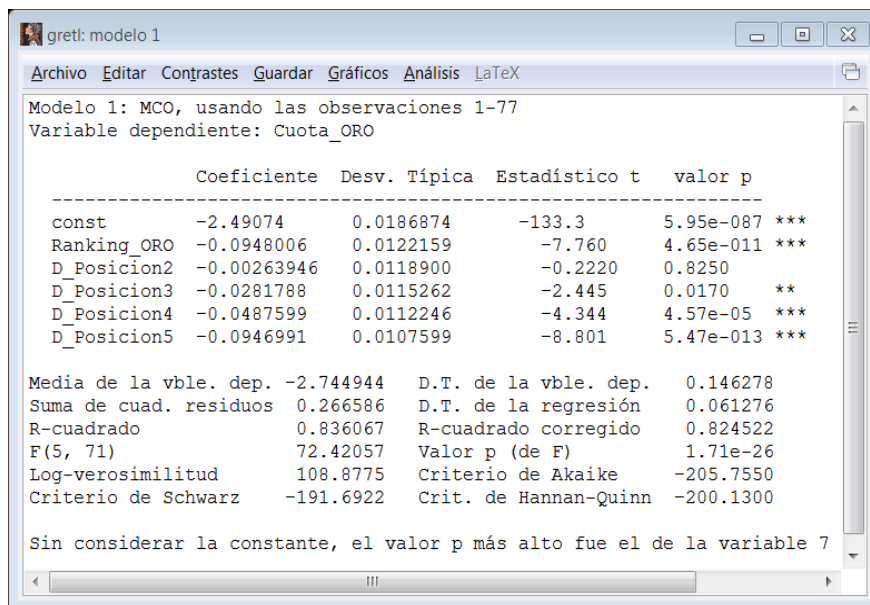 gretl: modelo 1
Archivo Editar Contrastes Guardar Gráficos Análisis LaTeX
Modelo 1: MCO, usando las observaciones 1-77
Variable dependiente: Cuota_ORO
Coeficiente Desv. Típica Estadístico t valor p
const -2.49074 0.0186874 -133.3 5.95e-087 ***
Ranking_ORO -0.0948006 0.0122159 -7.760 4.65e-011 ***
D_Posicion2 -0.00263946 0.0118900 -0.2220 0.8250
D_Posicion3 -0.0281788 0.0115262 -2.445 0.0170 **
D_Posicion4 -0.0487599 0.0112246 -4.344 4.57e-05 ***
D_Posicion5 -0.0946991 0.0107599 -8.801 5.47e-013 ***
Media de la vble. dep. -2.744944 D.T. de la vble. dep. 0.146278
Suma de cuad. residuos 0.266586 D.T. de la regresión 0.061276
R-cuadrado 0.836067 R-cuadrado corregido 0.824522
F(5, 71) 72.42057 Valor p (de F) 1.71e-26
Log-verosimilitud 108.8775 Criterio de Akaike -205.7550
Criterio de Schwarz -191.6922 Crit. de Hannan-Quinn -200.1300
Sin considerar la constante, el valor p más alto fue el de la variable 7